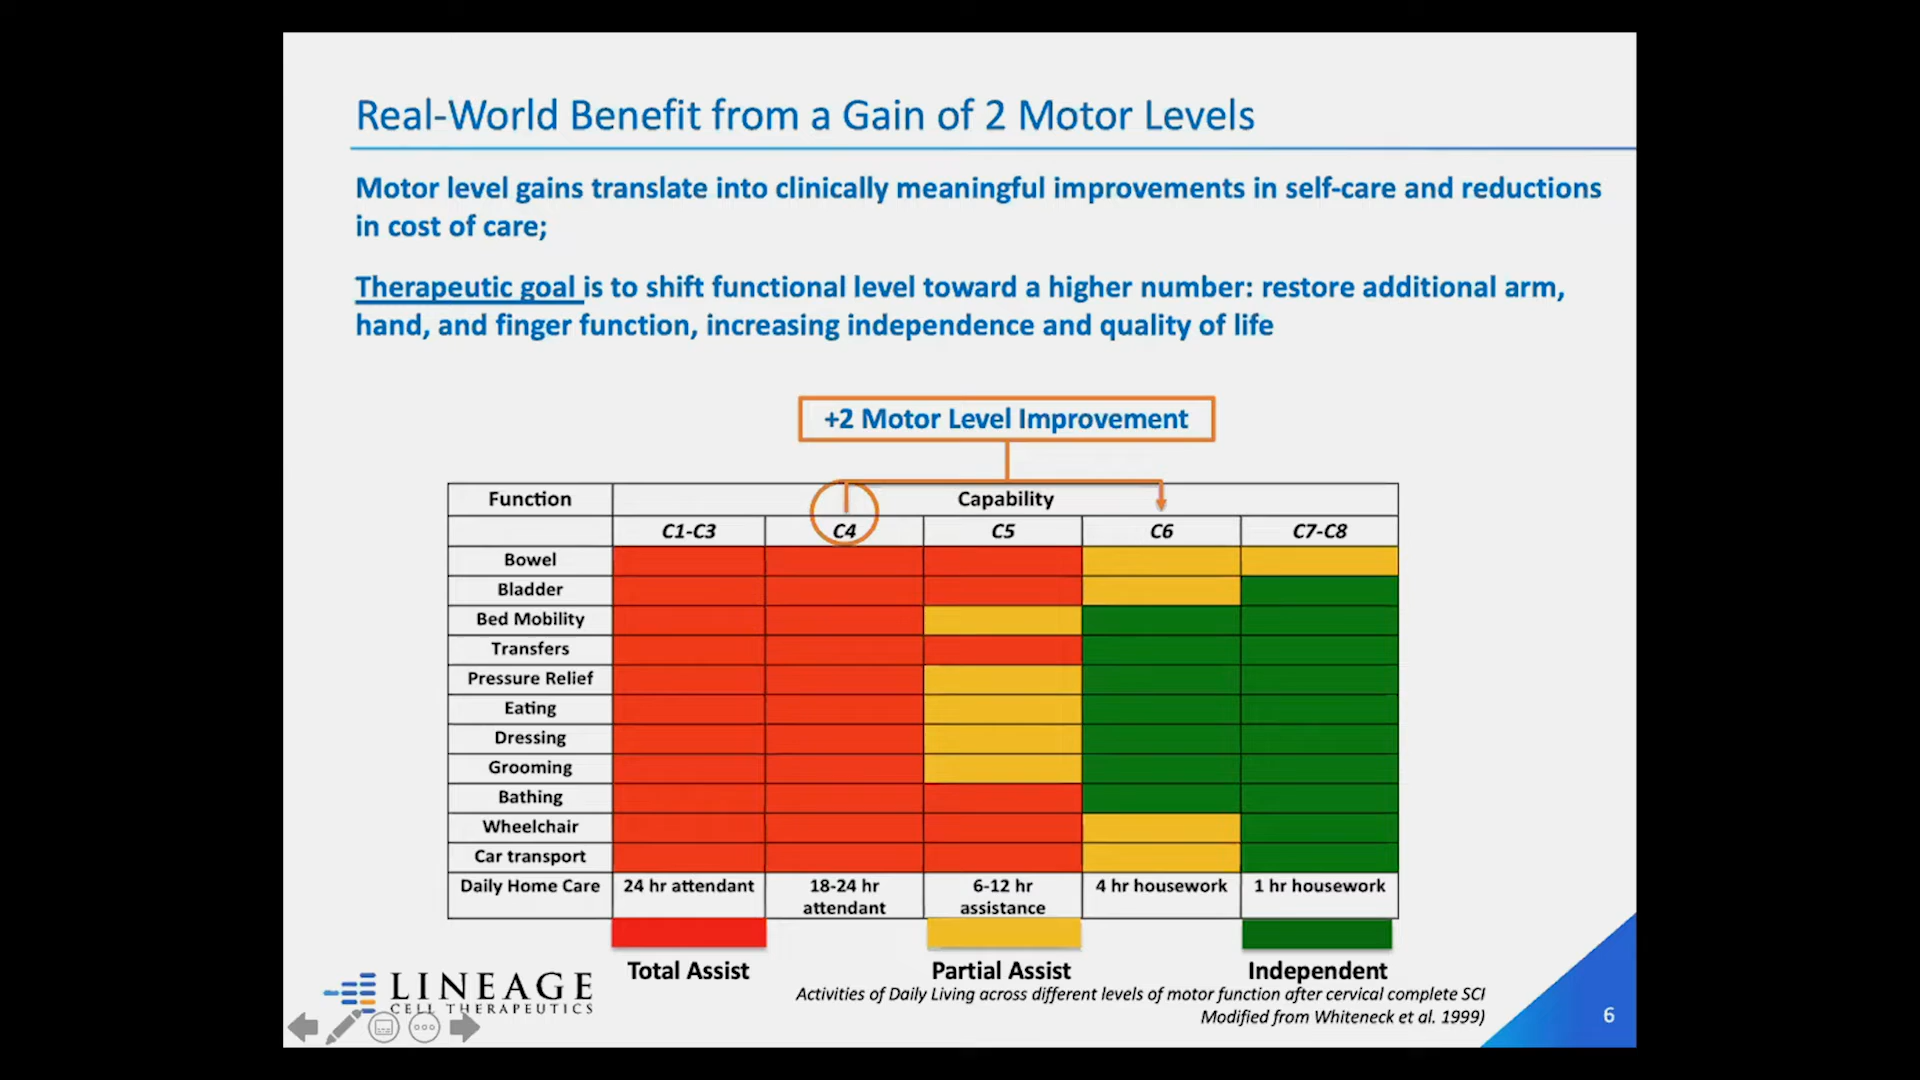 Real-World Benefit from a Gain of 2 Motor Levels
Motor level gains translate into clinically meaningful improvements in self-care and reductions
in cost of care;
Therapeutic goal is to shift functional level toward a higher number: restore additional arm,
hand, and finger function, increasing independence and quality of life
+2 Motor Level Improvement
Function Capability
C1-C3 C4 C5 C6 C7-C8
Bowel
Bladder
Bed Mobility
Transfers
Pressure Relief
Eating
Dressing
Grooming
Bathing
Wheelchair
Car transport
Daily Home Care 24 hr attendant 18-24 hr 6-12 hr 4 hr housework 1 hr housework
attendant assistance
Total Assist Partial Assist Independent
Activities of Daily Living across different levels of motor function after cervical complete SCI
Modified from Whiteneck et al. 1999)
LINEAGE
CELL THERAPEUTICS
6